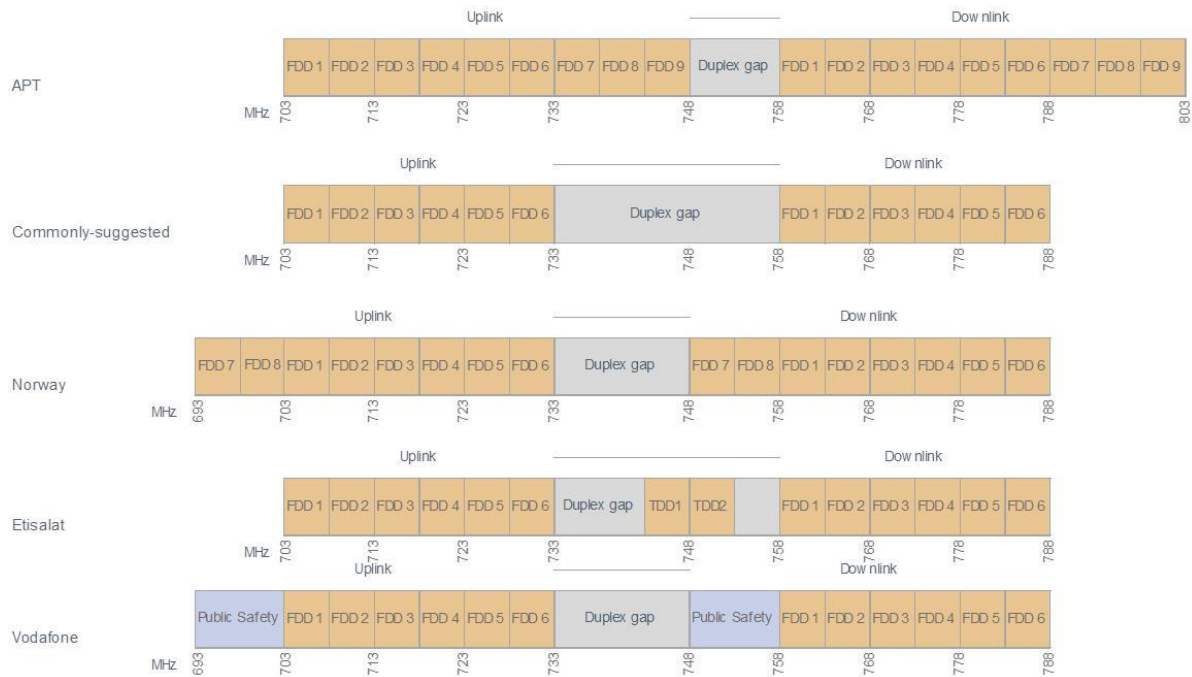 Uplink Dow nlink
APT FDD 1 FDD 2 FDD 3 FDD 4 FDD 5 FDD 6 FDD 7 FDD 8 FDD 9 Duplex gap FDD 1 FDD 2 FDD 3 FDD 4 FDD 5 FDD 6 FDD 7 FDD 8 FDD 9
MHz 703 713 723 733 748 758 768 778 788 803
Uplink Dow nlink
Commonly-suggested FDD 1 FDD 2 FDD 3 FDD 4 FDD 5 FDD 6 Duplex gap FDD 1 FDD 2 FDD 3 FDD 4 FDD 5 FDD 6
MHz 703 713 723 733 748 758 768 778 788
Uplink Dow nlink
Norway FDD 7 FDD 8 FDD 1 FDD 2 FDD 3 FDD 4 FDD 5 FDD 6 Duplex gap FDD 7 FDD 8 FDD 1 FDD 2 FDD 3 FDD 4 FDD 5 FDD 6
MHz 693 703 713 723 733 748 758 768 778 788
Uplink Dow nlink
Etisalat FDD 1 FDD 2 FDD 3 FDD 4 FDD 5 FDD 6 Duplex gap TDD1 TDD2 FDD 1 FDD 2 FDD 3 FDD 4 FDD 5 FDD 6
MHz 703 713 723 733 748 758 768 778 788
Uplink Dow nlink
Vodafone Public Safety FDD 1 FDD 2 FDD 3 FDD 4 FDD 5 FDD 6 Duplex gap Public Safety FDD 1 FDD 2 FDD 3 FDD 4 FDD 5 FDD 6
MHz 693 703 713 723 733 748 758 768 778 788